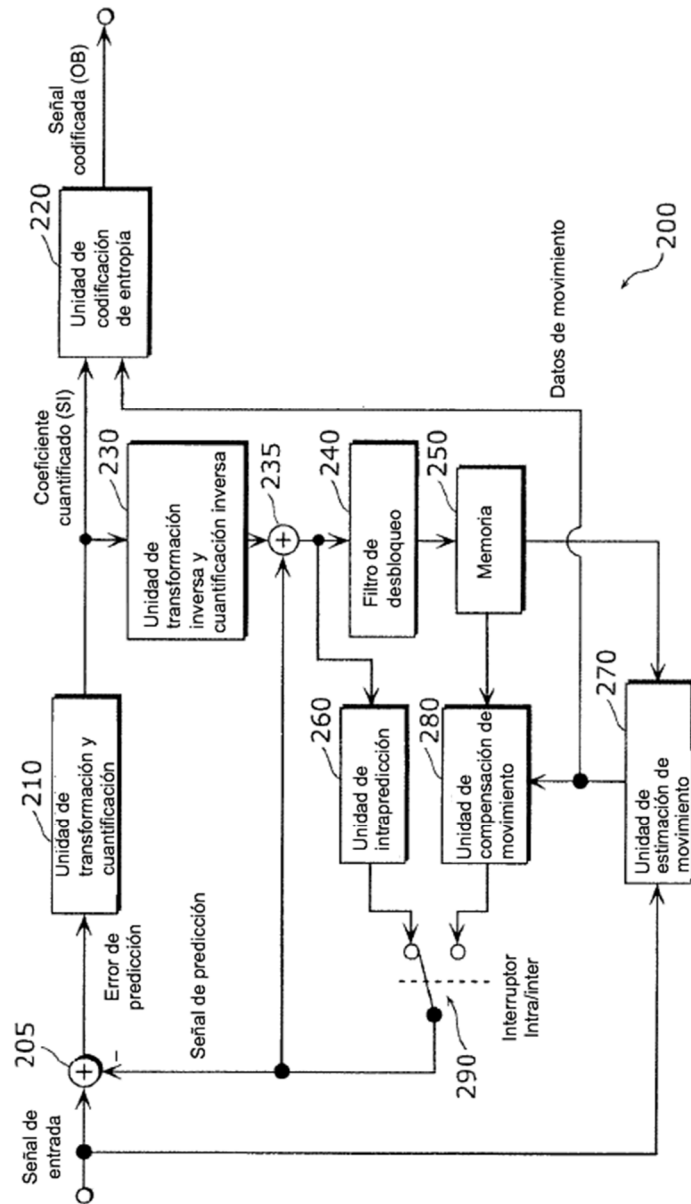 Señal de
entrada
205
–
Error de
predicción
210
Unidad de
transformación y
cuantificación
Coeficiente
cuantificado (SI)
220
Unidad de
codificación
de entropía
Señal
codificada (OB)
230
Unidad de
transformación
inversa y
cuantificación inversa
235
Señal de predicción
240
Filtro de
desbloqueo
250
Memoria
260
Unidad de
intrapredicción
280
Unidad de
compensación de
movimiento
290
Interruptor
Intra/inter
270
Unidad de
estimación de
movimiento
Datos de movimiento
200